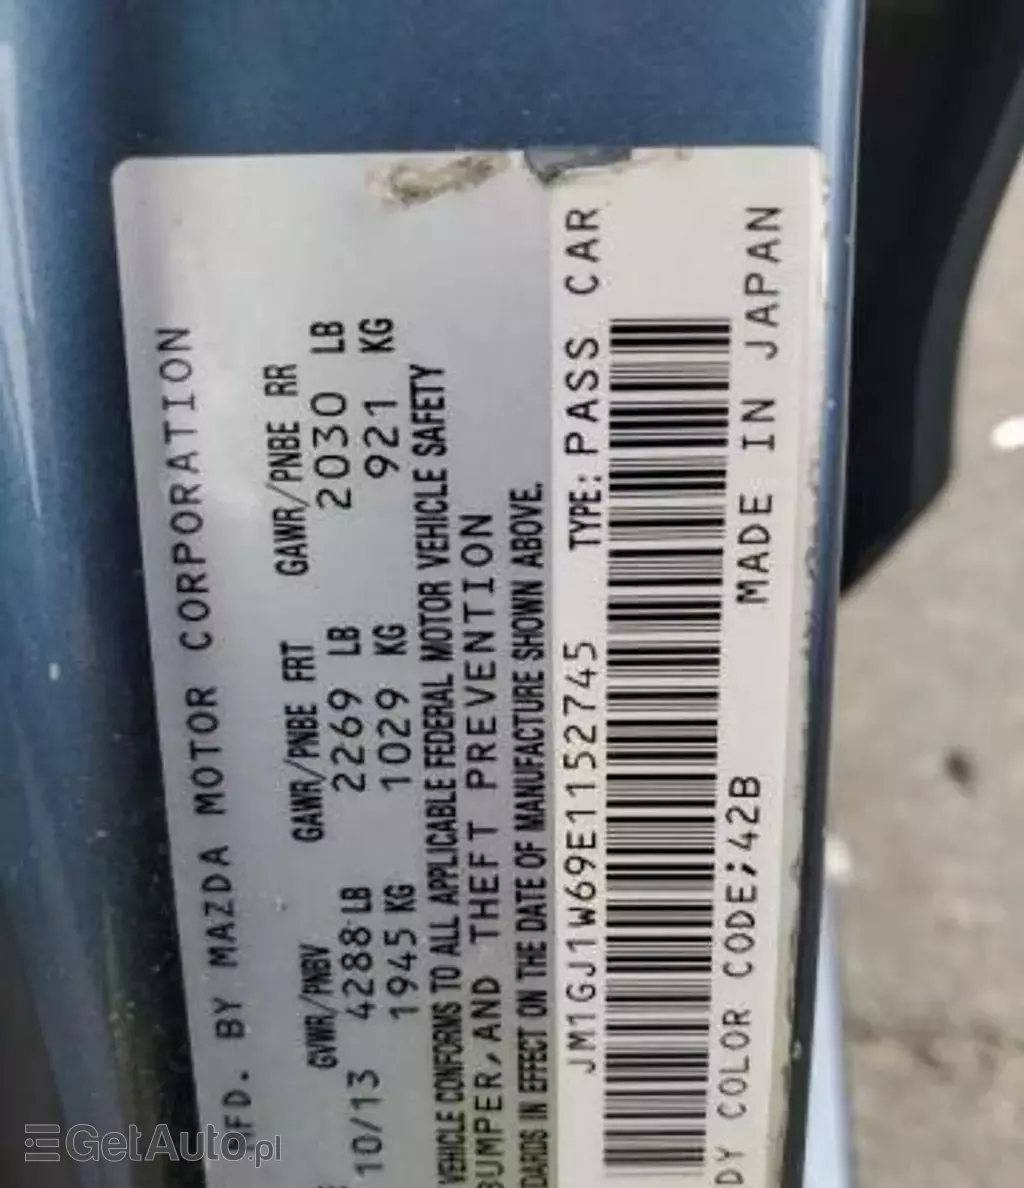 MFD. BY MAZDA MOTOR CORPORATION
GVWR/PNBV GAWR/PNBE FRT GAWR/PNBE RR
10/13 4288 LB 2269 LB 2030 LB
1945 KG 1029 KG 921 KG
VEHICLE CONFORMS TO ALL APPLICABLE FEDERAL MOTOR VEHICLE SAFETY
BUMPER, AND THEFT PREVENTION
DARDS IN EFFECT ON THE DATE OF MANUFACTURE SHOWN ABOVE.
JM1GJ1W69E1152745 TYPE: PASS CAR
DY COLOR CODE;42B MADE IN JAPAN
GetAuto.pl